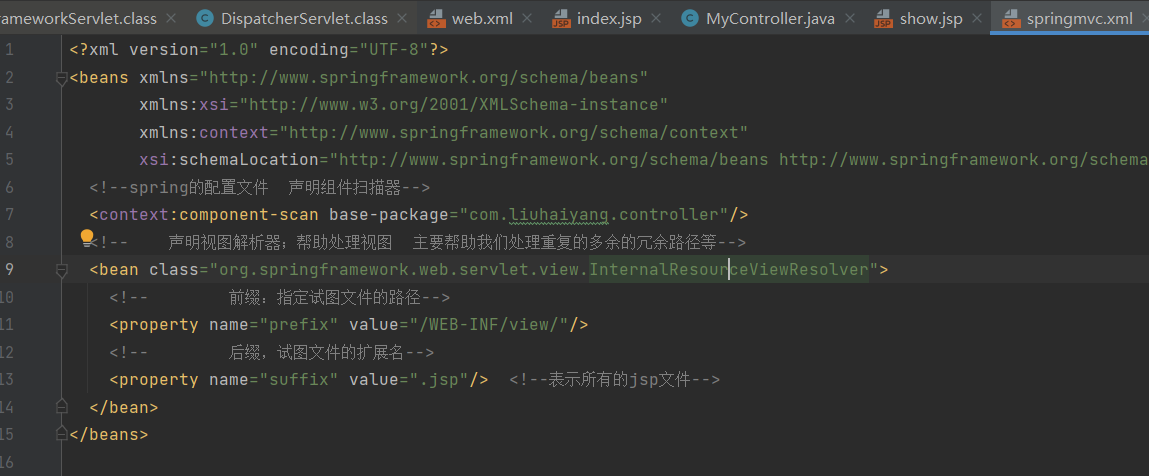 rameworkServlet.class DispatcherServlet.class web.xml index.jsp MyController.java show.jsp springmvc.xml
1 <?xml version="1.0" encoding="UTF-8"?>
2 <beans xmlns="http://www.springframework.org/schema/beans"
3 xmlns:xsi="http://www.w3.org/2001/XMLSchema-instance"
4 xmlns:context="http://www.springframework.org/schema/context"
5 xsi:schemaLocation="http://www.springframework.org/schema/beans http://www.springframework.org/schema
6 <!--spring的配置文件  声明组件扫描器-->
7 <context:component-scan base-package="com.liuhaiyang.controller"/>
8 <!--    声明视图解析器；帮助处理视图  主要帮助我们处理重复的多余的冗余路径等-->
9 <bean class="org.springframework.web.servlet.view.InternalResourceViewResolver">
10 <!--        前缀：指定试图文件的路径-->
11 <property name="prefix" value="/WEB-INF/view/"/>
12 <!--        后缀，试图文件的扩展名-->
13 <property name="suffix" value=".jsp"/>  <!--表示所有的jsp文件-->
14 </bean>
15 </beans>
16